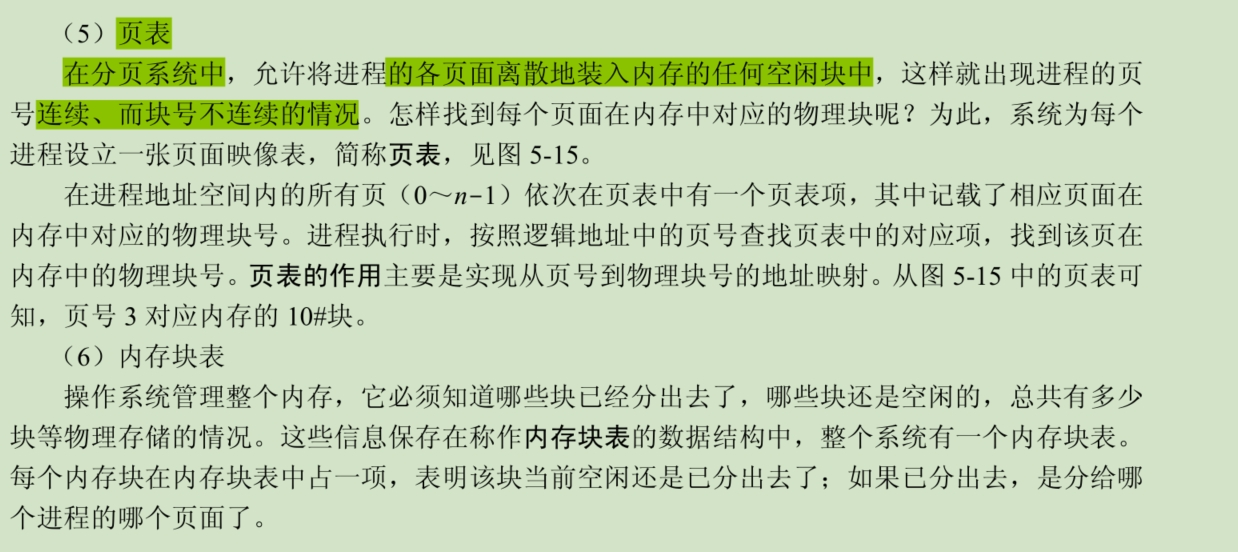 （5）页表
在分页系统中，允许将进程的各页面离散地装入内存的任何空闲块中，这样就出现进程的页
号连续、而块号不连续的情况。怎样找到每个页面在内存中对应的物理块呢？为此，系统为每个
进程设立一张页面映像表，简称页表，见图 5-15。
在进程地址空间内的所有页（0～n-1）依次在页表中有一个页表项，其中记载了相应页面在
内存中对应的物理块号。进程执行时，按照逻辑地址中的页号查找页表中的对应项，找到该页在
内存中的物理块号。页表的作用主要是实现从页号到物理块号的地址映射。从图 5-15 中的页表可
知，页号 3 对应内存的 10#块。
（6）内存块表
操作系统管理整个内存，它必须知道哪些块已经分出去了，哪些块还是空闲的，总共有多少
块等物理存储的情况。这些信息保存在称作内存块表的数据结构中，整个系统有一个内存块表。
每个内存块在内存块表中占一项，表明该块当前空闲还是已分出去了；如果已分出去，是分给哪
个进程的哪个页面了。